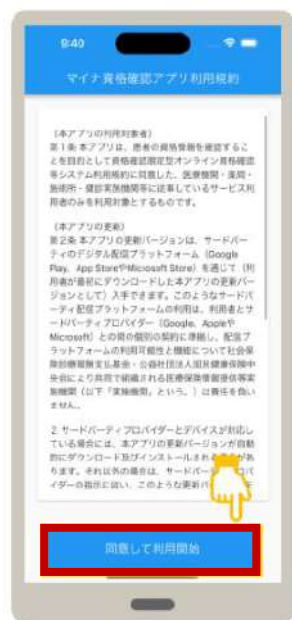 9:40
マイナ資格確認アプリ利用規約
(本アプリの利用対象者)
第1条 本アプリは、患者の資格情報を確認するこ
とを目的として資格確認限定型オンライン資格確認
等システム利用規約に同意した、医療機関・薬局・
施術所・健診実施機関等に従事しているサービス利
用者のみを利用対象とするものです。
(本アプリの更新)
第2条 本アプリの更新バージョンは、サードパー
ティのデジタル配信プラットフォーム(Google
Play、App StoreやMicrosoft Store)を通じて(利
用者が最初にダウンロードした本アプリの更新バー
ジョンとして)入手できます。このようなサードパ
ーティ配信プラットフォームの利用は、利用者とサ
ードパーティプロバイダー(Google、Appleや
Microsoft)との間の個別の契約に準拠し、配信プ
ラットフォームの利用可能性と機能について社会保
険診療報酬支払基金・公益社団法人国民健康保険中
央会により共同で組織される医療保険情報提供等実
施機関(以下「実施機関」という。)は責任を負い
ません。
2 サードパーティプロバイダーとデバイスが対応し
ている場合には、本アプリの更新バージョンが自動
的にダウンロード及びインストールされる
ります。それ以外の場合は、サードパー
イダーの指示に従い、このような更新
同意して利用開始